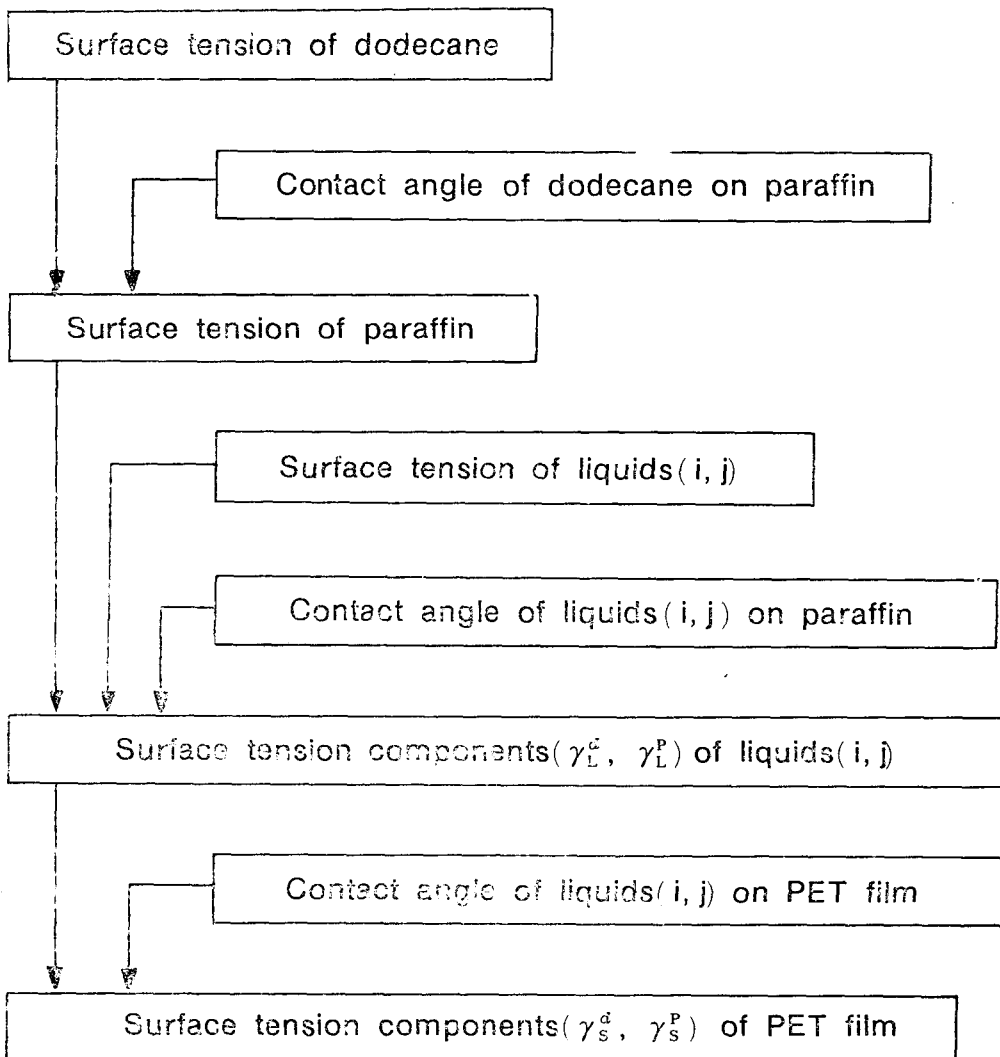 Surface tension of dodecane
Contact angle of dodecane on paraffin
Surface tension of paraffin
Surface tension of liquids(i, j)
Contact angle of liquids(i, j) on paraffin
Surface tension components(γ_L^d, γ_L^P) of liquids(i, j)
Contact angle of liquids(i, j) on PET film
Surface tension components(γ_S^d, γ_S^P) of PET film